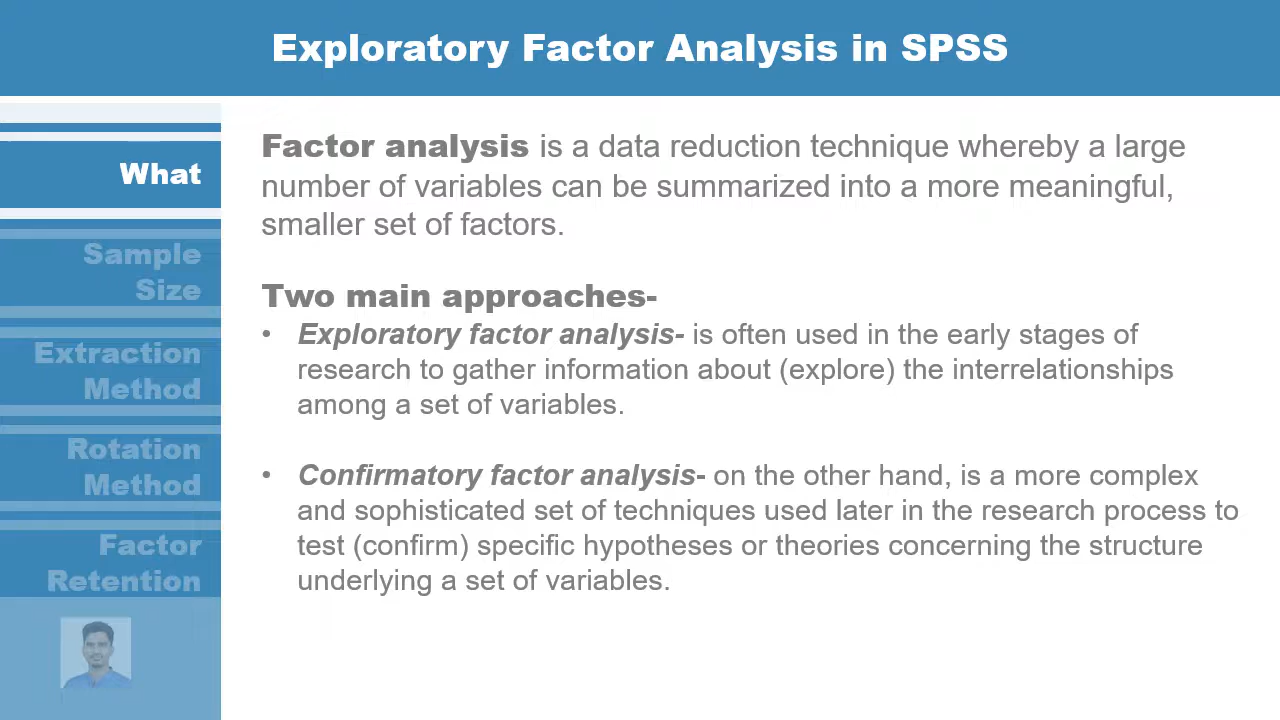 Exploratory Factor Analysis in SPSS
What
Sample
Size
Extraction
Method
Rotation
Method
Factor
Retention
Factor analysis is a data reduction technique whereby a large
number of variables can be summarized into a more meaningful,
smaller set of factors.
Two main approaches-
• Exploratory factor analysis- is often used in the early stages of
research to gather information about (explore) the interrelationships
among a set of variables.
• Confirmatory factor analysis- on the other hand, is a more complex
and sophisticated set of techniques used later in the research process to
test (confirm) specific hypotheses or theories concerning the structure
underlying a set of variables.